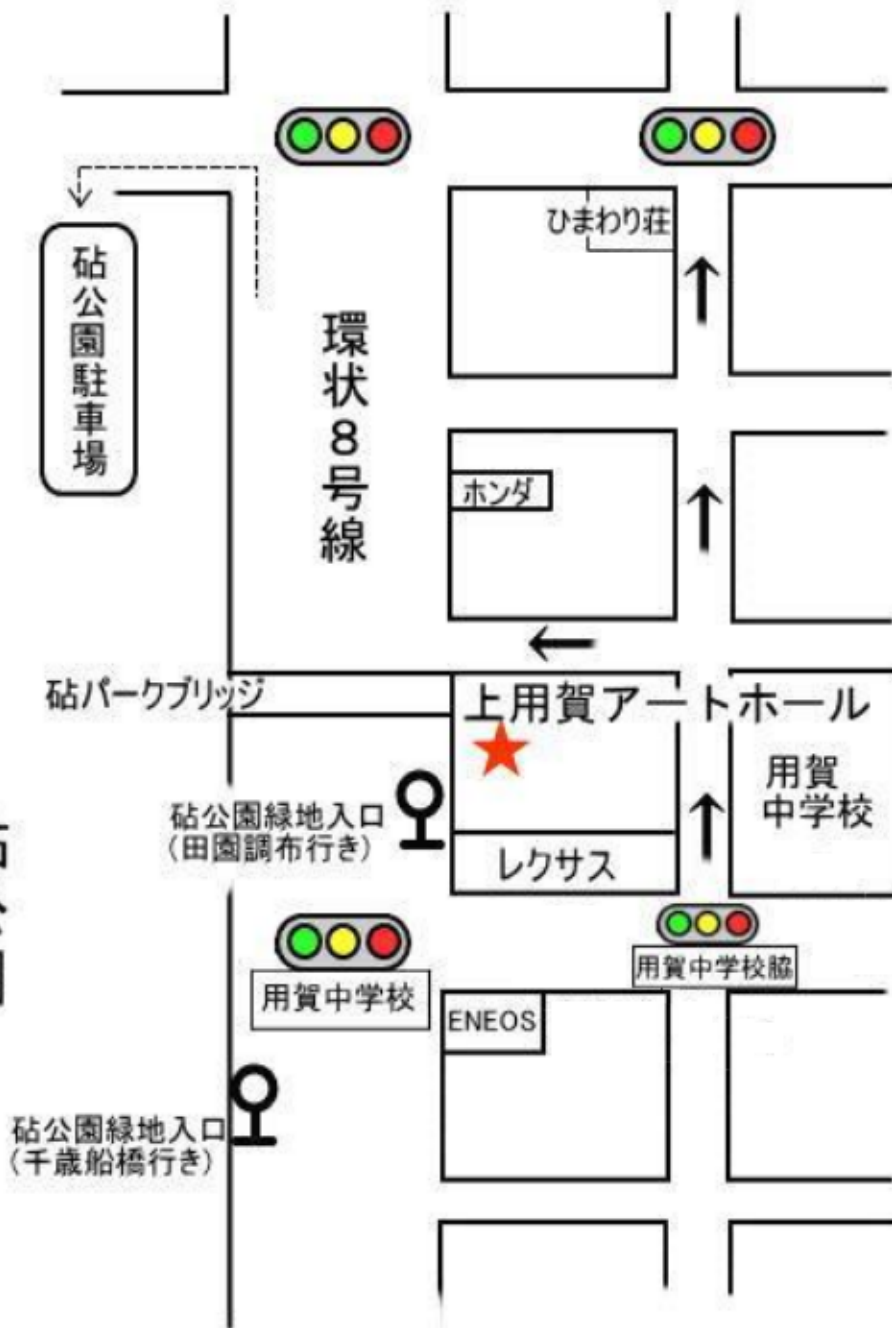 ひまわり荘
砧公園駐車場
環状8号線
ホンダ
砧パークブリッジ
上用賀アートホール
用賀
中学校
砧公園緑地入口
(田園調布行き)
レクサス
用賀中学校脇
用賀中学校
ENEOS
砧公園緑地入口
(千歳船橋行き)